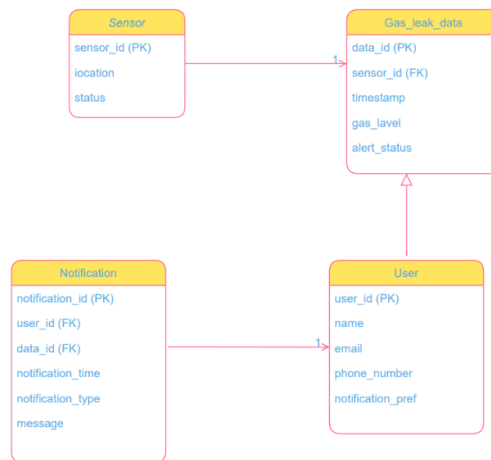 Sensor
sensor_id (PK)
iocation
status
1
Gas_leak_data
data_id (PK)
sensor_id (FK)
timestamp
gas_lavel
alert_status
Notification
notification_id (PK)
user_id (FK)
data_id (FK)
notification_time
notification_type
message
1
User
user_id (PK)
name
email
phone_number
notification_pref